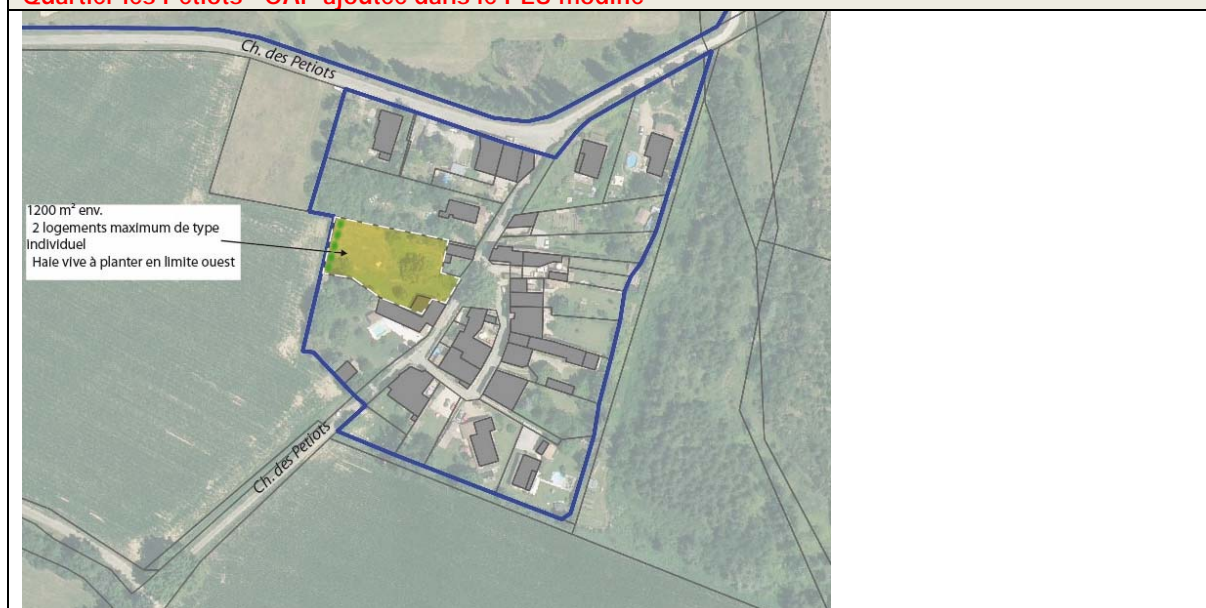 Quartier les Petiots - OAP ajoutée dans le PLU modifié
Ch. des Petiots
1200 m² env.
2 logements maximum de type
individuel
Haie vive à planter en limite ouest
Ch. des Petiots